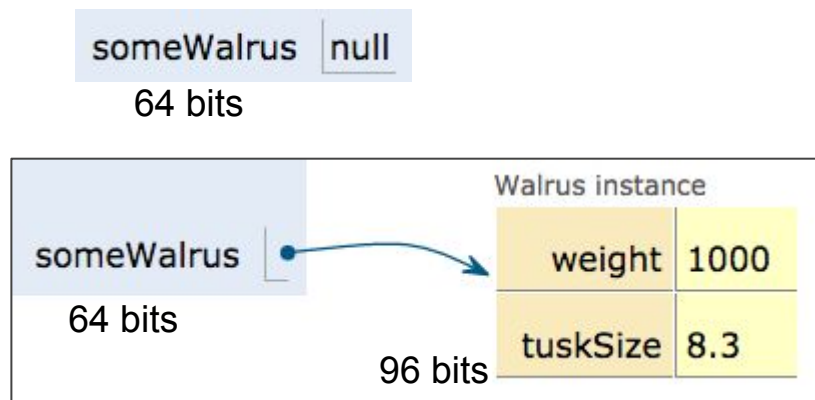 someWalrus null
64 bits
Walrus instance
someWalrus
weight 1000
64 bits
tuskSize 8.3
96 bits